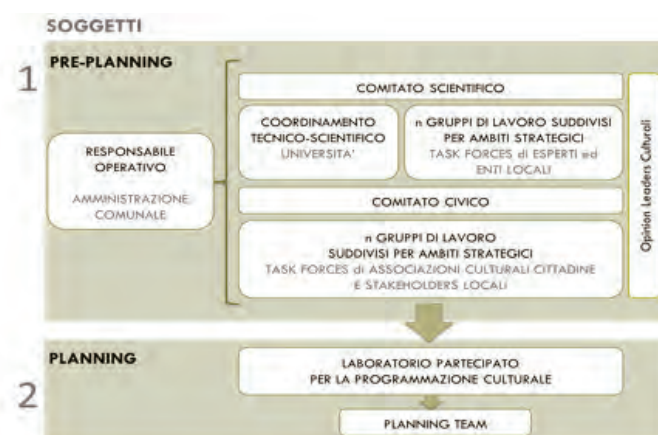 SOGGETTI
1
PRE-PLANNING
RESPONSABILE
OPERATIVO
AMMINISTRAZIONE
COMUNALE
COMITATO SCIENTIFICO
COORDINAMENTO
TECNICO-SCIENTIFICO
UNIVERSITA'
n GRUPPI DI LAVORO SUDDIVISI
PER AMBITI STRATEGICI
TASK FORCES di ESPERTI ed
ENTI LOCALI
COMITATO CIVICO
n GRUPPI DI LAVORO
SUDDIVISI PER AMBITI STRATEGICI
TASK FORCES di ASSOCIAZIONI CULTURALI CITTADINE
E STAKEHOLDERS LOCALI
Opinion Leaders Culturali
2
PLANNING
LABORATORIO PARTECIPATO
PER LA PROGRAMMAZIONE CULTURALE
PLANNING TEAM